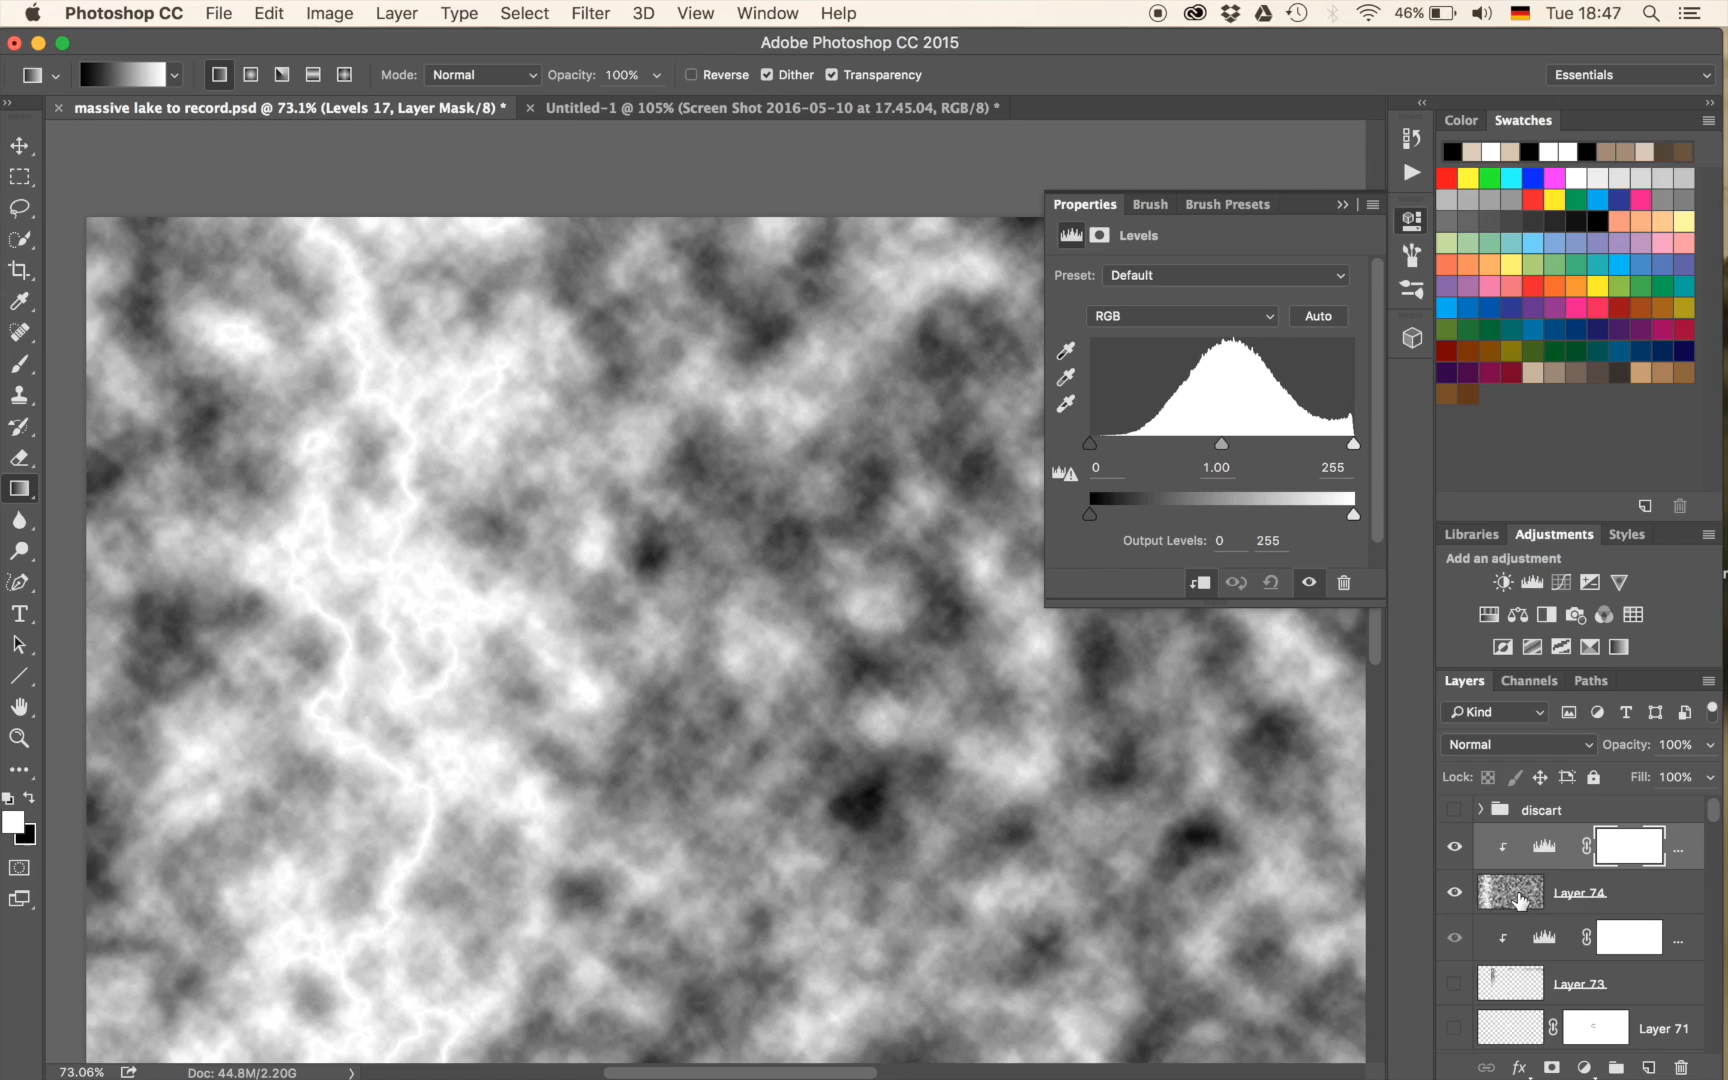 Photoshop CC File Edit Image Layer Type Select Filter 3D View Window Help 46% Tue 18:47
Adobe Photoshop CC 2015
Mode: Normal Opacity: 100% Reverse Dither Transparency Essentials
massive lake to record.psd @ 73.1% (Levels 17, Layer Mask/8) * Untitled-1 @ 105% (Screen Shot 2016-05-10 at 17.45.04, RGB/8) *
Color Swatches
Properties Brush Brush Presets
Levels
Preset: Default
RGB Auto
0 1.00 255
Output Levels: 0 255
Libraries Adjustments Styles
Add an adjustment
Layers Channels Paths
Kind
Normal Opacity: 100%
Lock: Fill: 100%
discart
...
Layer 74
...
Layer 73
Layer 71
fx
73.06% Doc: 44.8M/2.20G